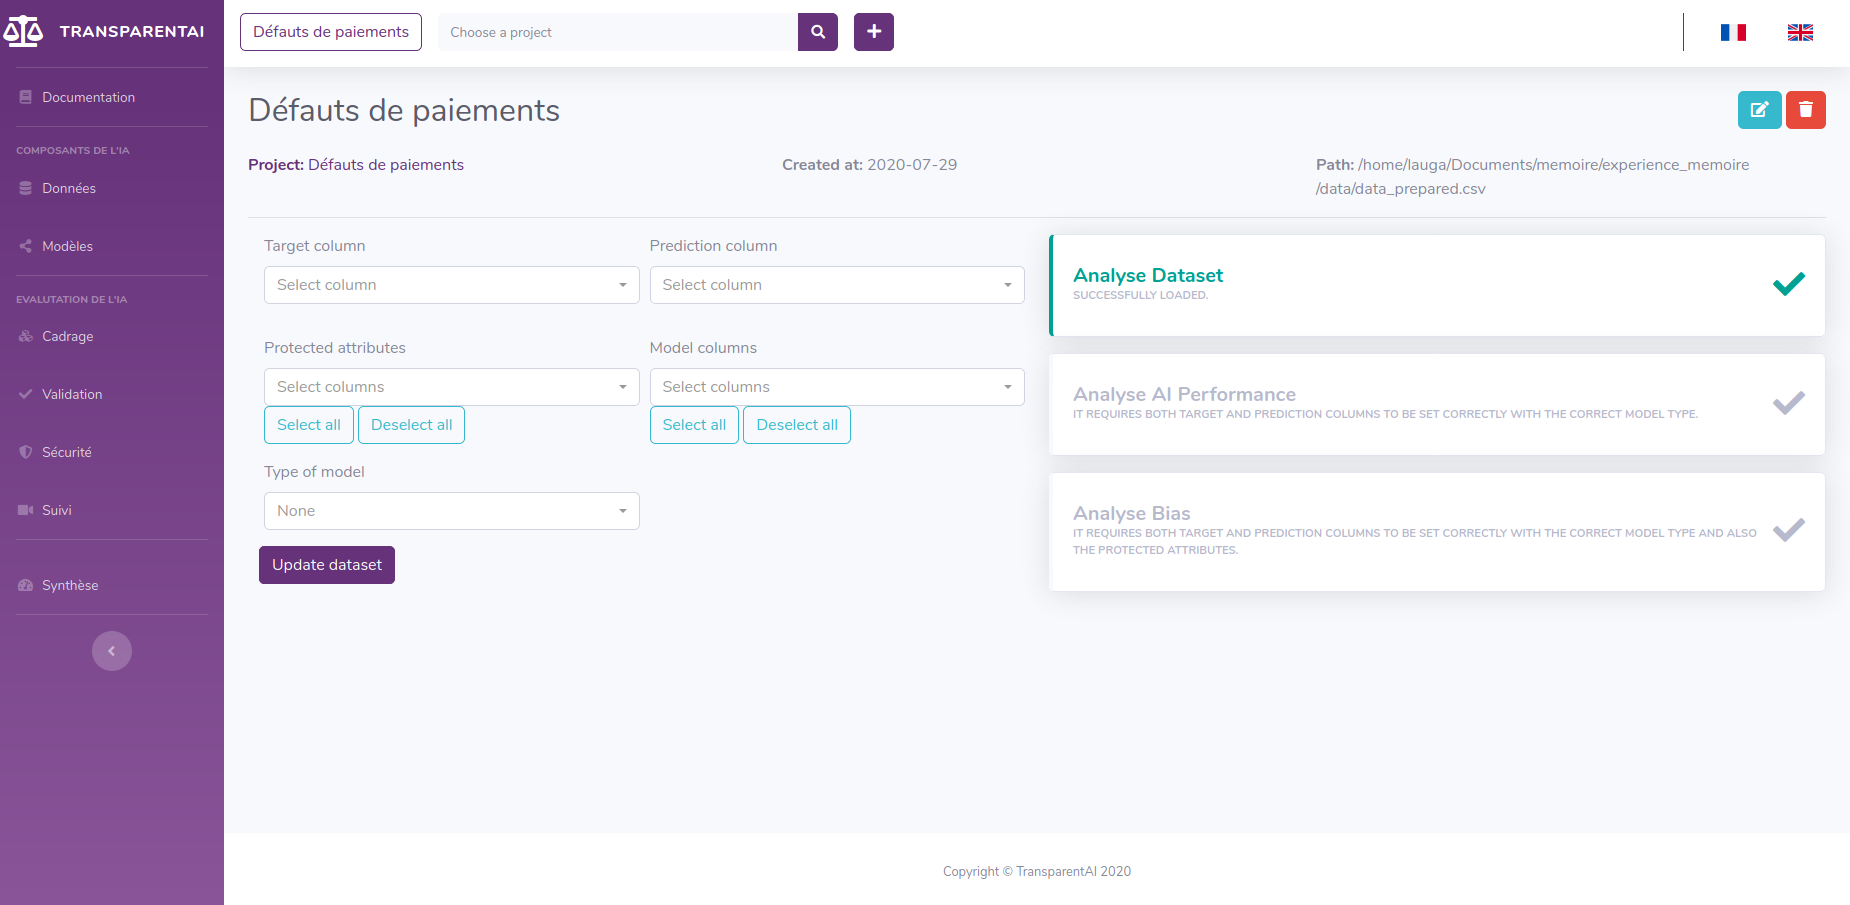 TRANSPARENTAI
Défauts de paiements
Choose a project
Documentation
COMPOSANTS DE L'IA
Données
Modèles
EVALUTATION DE L'IA
Cadrage
Validation
Sécurité
Suivi
Synthèse
Défauts de paiements
Project: Défauts de paiements
Created at: 2020-07-29
Path: /home/lauga/Documents/memoire/experience_memoire
/data/data_prepared.csv
Target column
Select column
Prediction column
Select column
Protected attributes
Select columns
Select all
Deselect all
Model columns
Select columns
Select all
Deselect all
Type of model
None
Update dataset
Analyse Dataset
SUCCESSFULLY LOADED.
Analyse AI Performance
IT REQUIRES BOTH TARGET AND PREDICTION COLUMNS TO BE SET CORRECTLY WITH THE CORRECT MODEL TYPE.
Analyse Bias
IT REQUIRES BOTH TARGET AND PREDICTION COLUMNS TO BE SET CORRECTLY WITH THE CORRECT MODEL TYPE AND ALSO
THE PROTECTED ATTRIBUTES.
Copyright © TransparentAI 2020